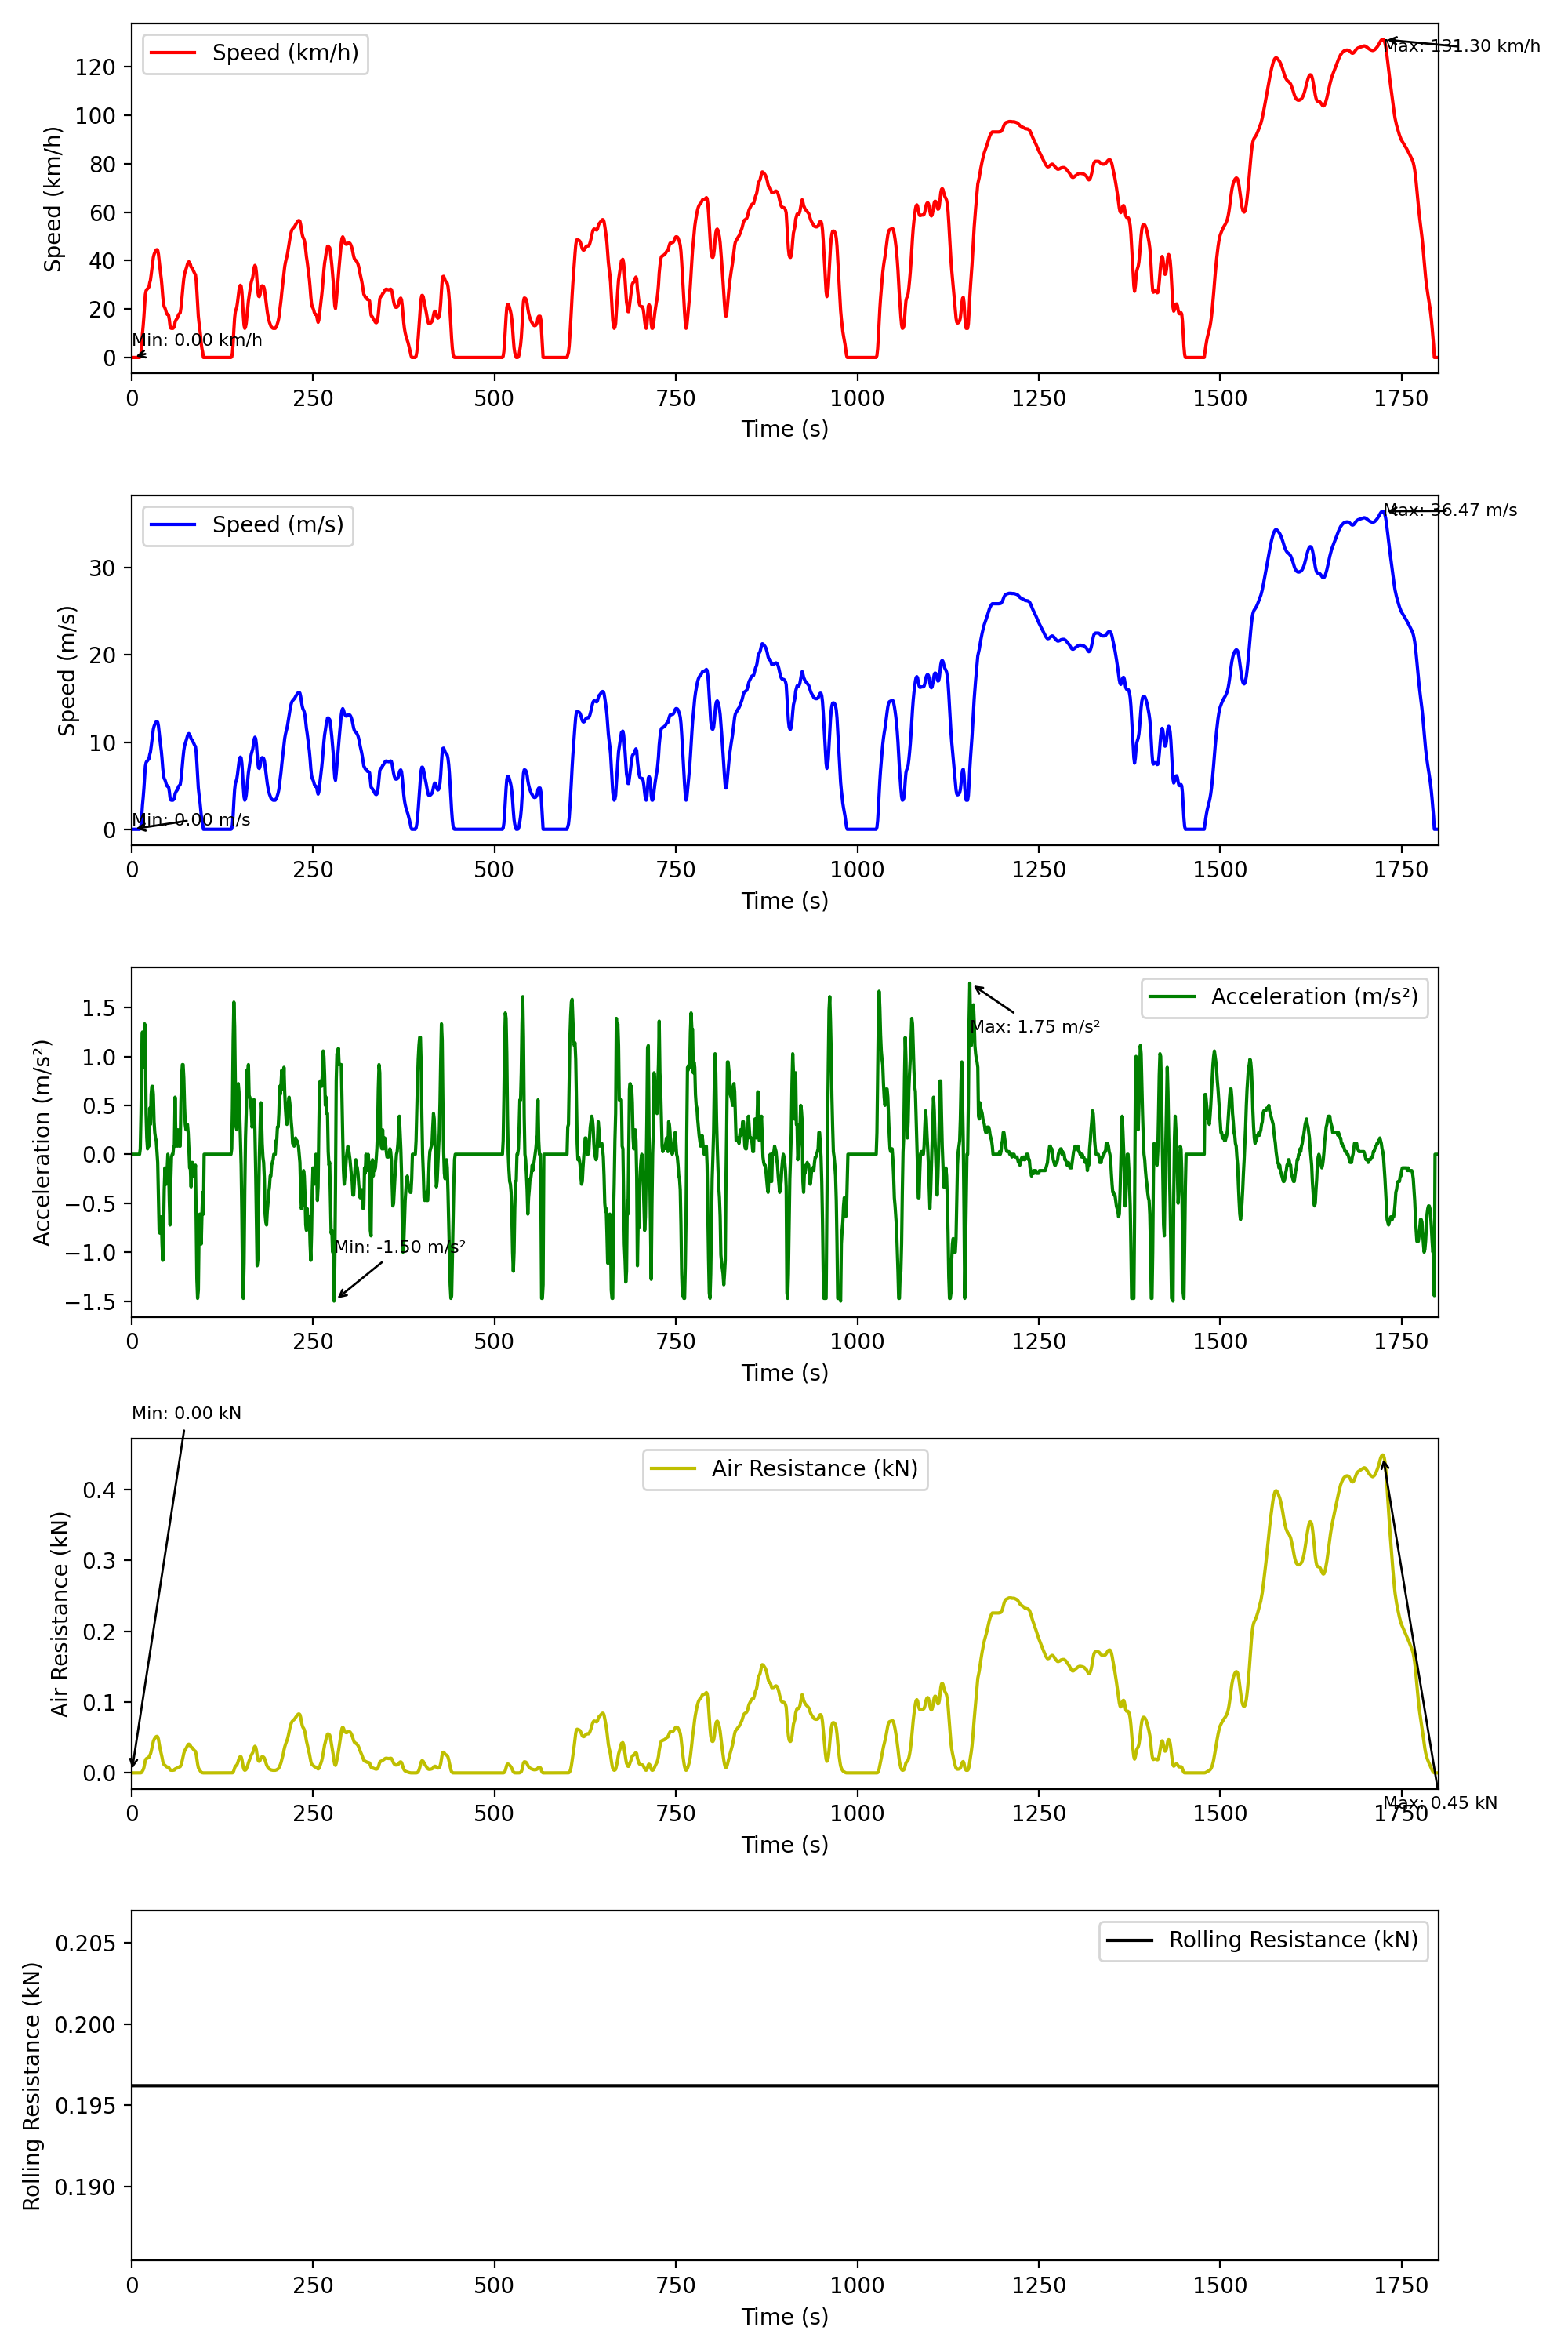 Speed (km/h)
Max: 131.30 km/h
120
100
80
60
40
20
0
Speed (km/h)
Min: 0.00 km/h
0 250 500 750 1000 1250 1500 1750
Time (s)
Speed (m/s)
Max: 36.47 m/s
30
20
10
0
Speed (m/s)
Min: 0.00 m/s
0 250 500 750 1000 1250 1500 1750
Time (s)
Acceleration (m/s²)
Max: 1.75 m/s²
1.5
1.0
0.5
0.0
−0.5
−1.0
−1.5
Acceleration (m/s²)
Min: -1.50 m/s²
0 250 500 750 1000 1250 1500 1750
Time (s)
Min: 0.00 kN
Air Resistance (kN)
0.4
0.3
0.2
0.1
0.0
Air Resistance (kN)
Max: 0.45 kN
0 250 500 750 1000 1250 1500 1750
Time (s)
Rolling Resistance (kN)
0.205
0.200
0.195
0.190
Rolling Resistance (kN)
0 250 500 750 1000 1250 1500 1750
Time (s)